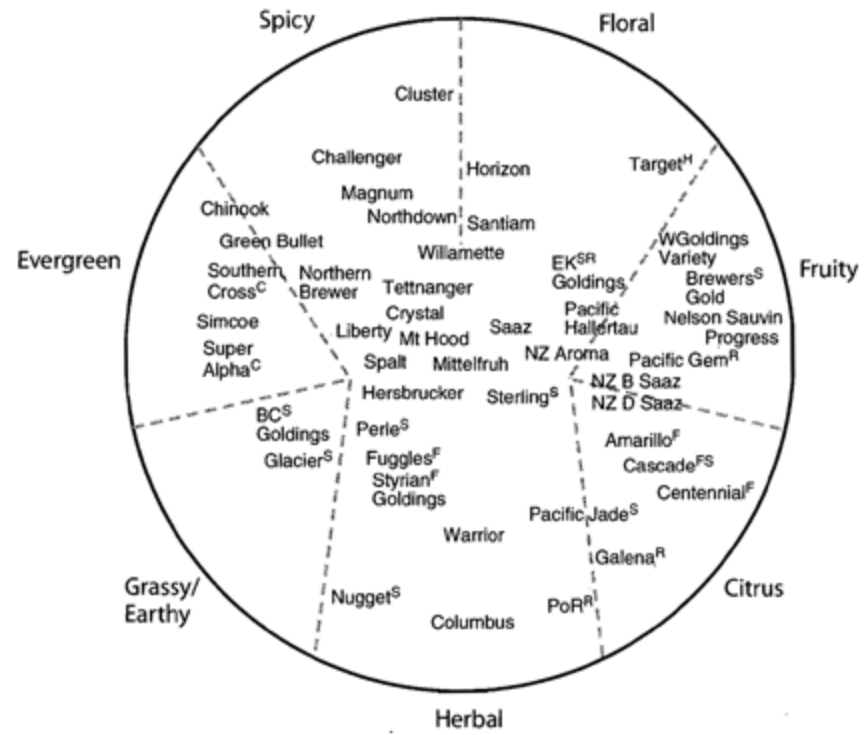 Spicy
Floral
Cluster
Challenger
Horizon
Target^H
Magnum
Chinook
Northdown
Santiam
Green Bullet
Willamette
WGoldings
Variety
Evergreen
Southern
Cross^C
Northern
Brewer
Tettnanger
EK^SR
Goldings
Brewers^S
Gold
Fruity
Simcoe
Crystal
Pacific
Hallertau
Nelson Sauvin
Liberty
Mt Hood
Saaz
Progress
Super
Alpha^C
Spalt
Mittelfruh
NZ Aroma
Pacific Gem^R
NZ B Saaz
NZ D Saaz
Hersbrucker
Sterling^S
BC^S
Goldings
Perle^S
Amarillo^F
Glacier^S
Fuggles^F
Cascade^FS
Styrian^F
Goldings
Centennial^F
Pacific Jade^S
Warrior
Galena^R
Grassy/
Earthy
Nugget^S
PoR^R
Citrus
Columbus
Herbal